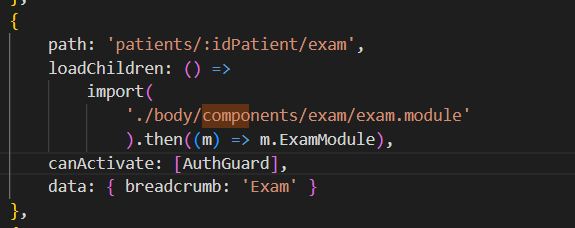 },
{
path: 'patients/:idPatient/exam',
loadChildren: () =>
import(
'./body/components/exam/exam.module'
).then((m) => m.ExamModule),
canActivate: [AuthGuard],
data: { breadcrumb: 'Exam' }
},